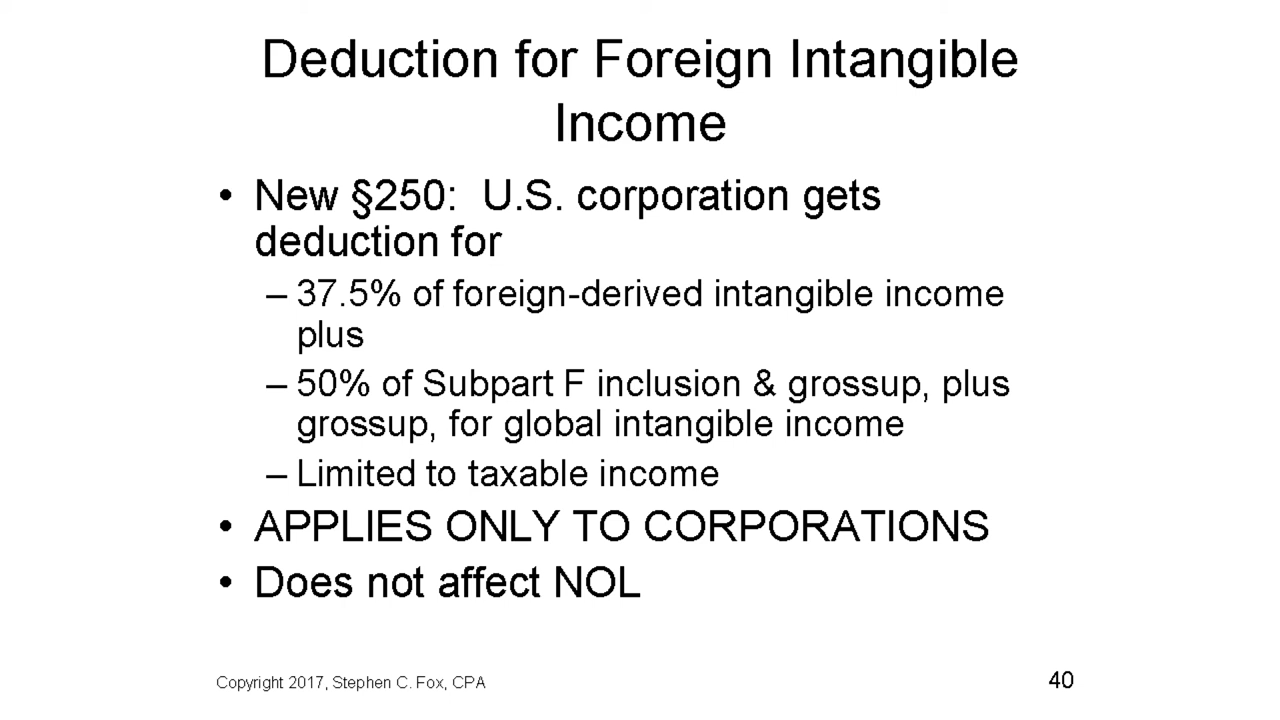 Deduction for Foreign Intangible
Income
• New §250:  U.S. corporation gets
deduction for
– 37.5% of foreign-derived intangible income
plus
– 50% of Subpart F inclusion & grossup, plus
grossup, for global intangible income
– Limited to taxable income
• APPLIES ONLY TO CORPORATIONS
• Does not affect NOL
Copyright 2017, Stephen C. Fox, CPA
40